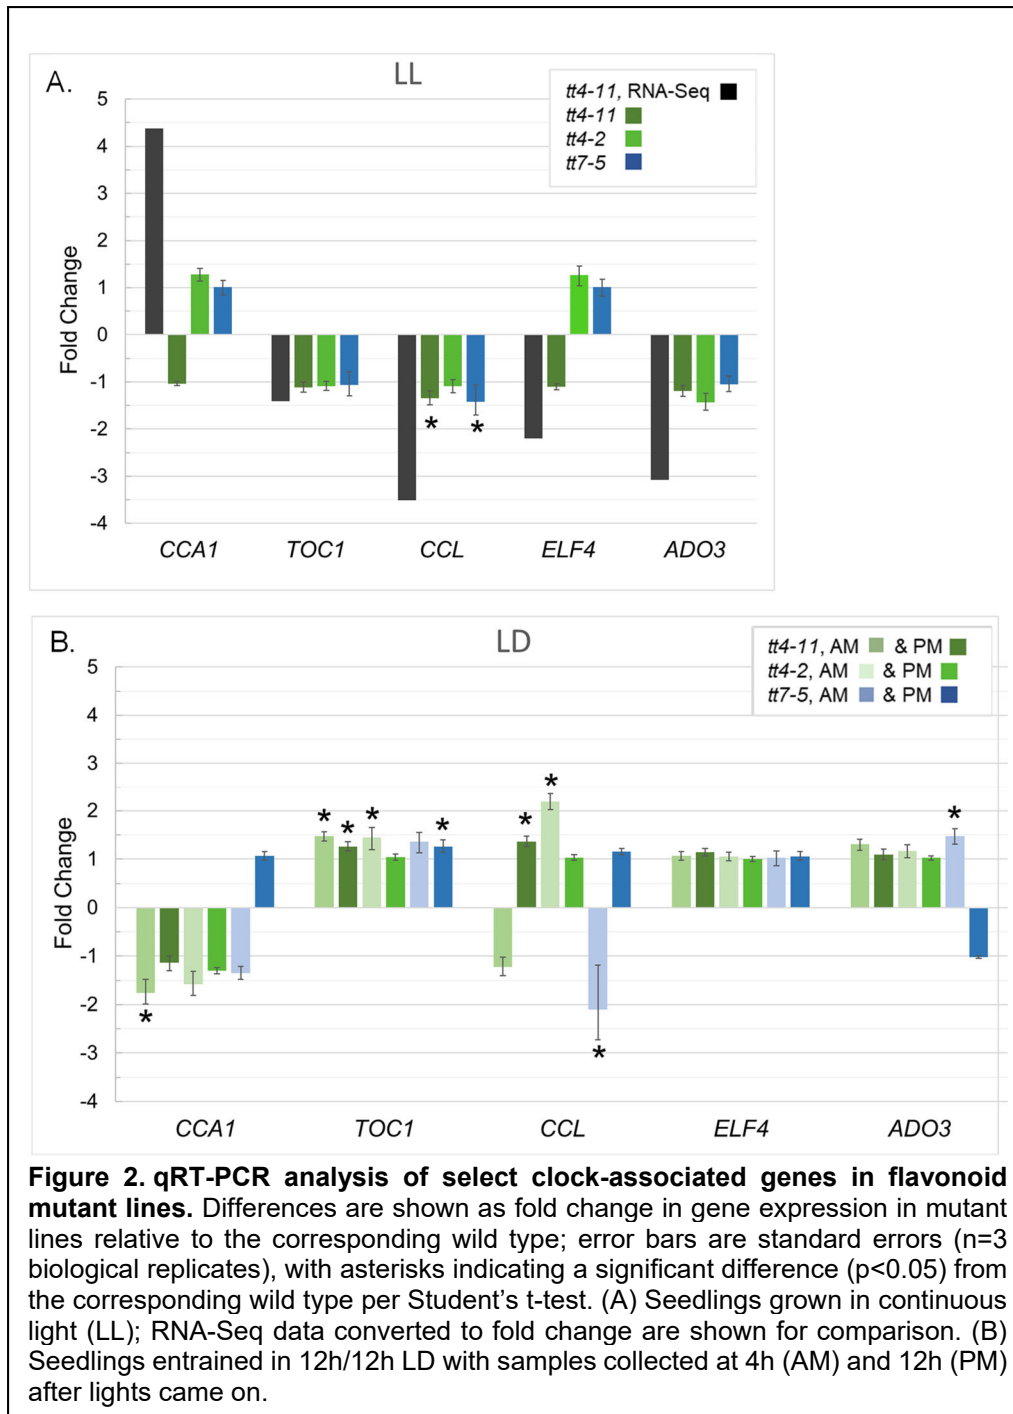 A.
LL
tt4-11, RNA-Seq
tt4-11
tt4-2
tt7-5
5
4
3
2
1
0
-1
-2
-3
-4
Fold Change
* *
CCA1 TOC1 CCL ELF4 ADO3
B.
LD
tt4-11, AM & PM
tt4-2, AM & PM
tt7-5, AM & PM
5
4
3
2
1
0
-1
-2
-3
-4
Fold Change
* * * * * * * * *
CCA1 TOC1 CCL ELF4 ADO3
Figure 2. qRT-PCR analysis of select clock-associated genes in flavonoid
mutant lines. Differences are shown as fold change in gene expression in mutant
lines relative to the corresponding wild type; error bars are standard errors (n=3
biological replicates), with asterisks indicating a significant difference (p<0.05) from
the corresponding wild type per Student's t-test. (A) Seedlings grown in continuous
light (LL); RNA-Seq data converted to fold change are shown for comparison. (B)
Seedlings entrained in 12h/12h LD with samples collected at 4h (AM) and 12h (PM)
after lights came on.